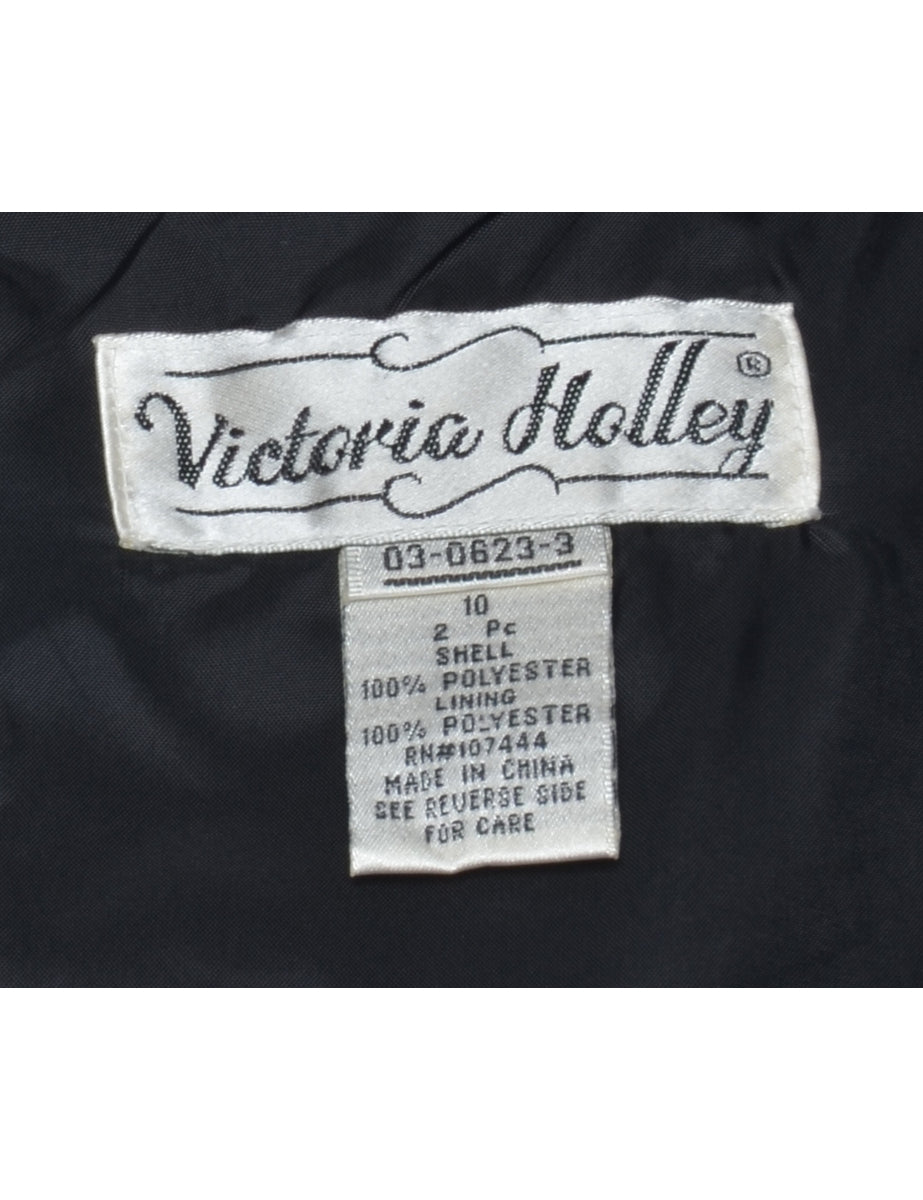 Victoria Holley ®
03-0623-3
10
2 Pc
SHELL
100% POLYESTER
LINING
100% POLYESTER
RN#107444
MADE IN CHINA
SEE REVERSE SIDE
FOR CARE